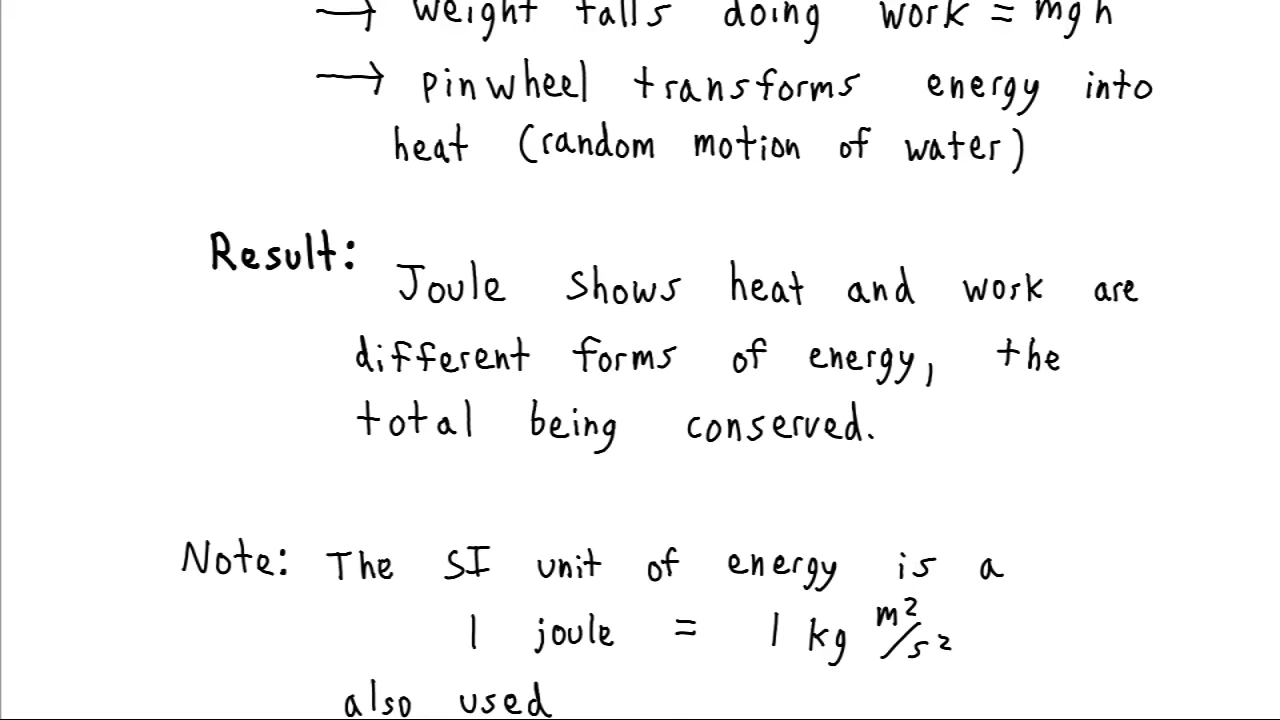 → weight falls doing work = mgh
→ pinwheel transforms energy into
heat (random motion of water)
Result: Joule shows heat and work are
different forms of energy, the
total being conserved.
Note: The SI unit of energy is a
1 joule = 1 kg m²/s²
also used